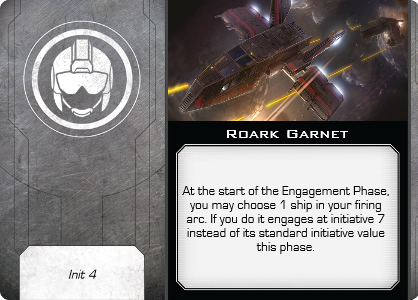 Roark Garnet
At the start of the Engagement Phase,
you may choose 1 ship in your firing
arc. If you do it engages at initiative 7
instead of its standard initiative value
this phase.
Init 4